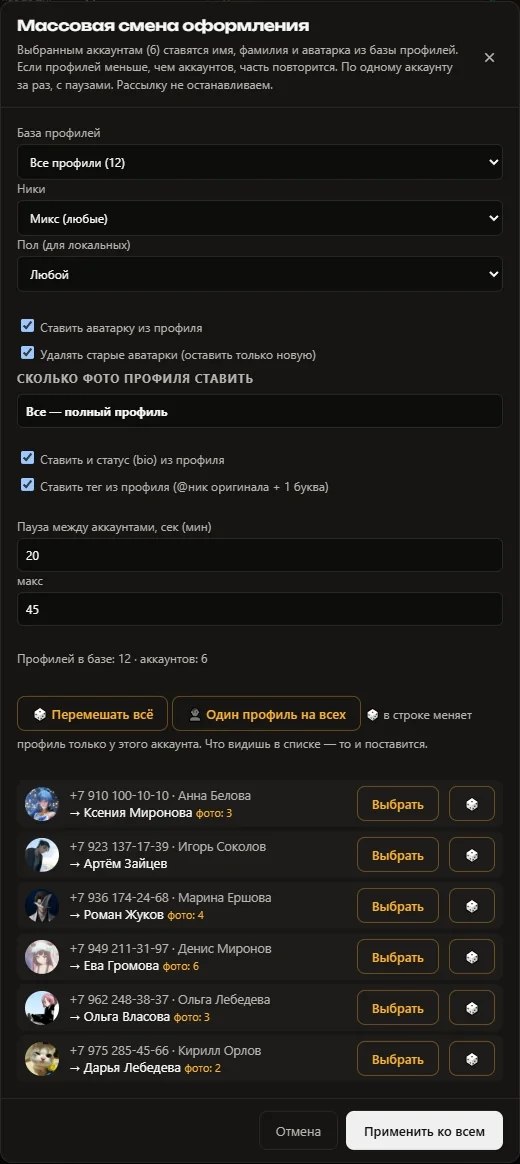 Массовая смена оформления
Выбранным аккаунтам (6) ставятся имя, фамилия и аватарка из базы профилей.
Если профилей меньше, чем аккаунтов, часть повторится. По одному аккаунту
за раз, с паузами. Рассылку не останавливаем.
База профилей
Все профили (12)
Ники
Микс (любые)
Пол (для локальных)
Любой
Ставить аватарку из профиля
Удалять старые аватарки (оставить только новую)
СКОЛЬКО ФОТО ПРОФИЛЯ СТАВИТЬ
Все — полный профиль
Ставить и статус (bio) из профиля
Ставить тег из профиля (@ник оригинала + 1 буква)
Пауза между аккаунтами, сек (мин)
20
макс
45
Профилей в базе: 12 · аккаунтов: 6
Перемешать всё Один профиль на всех в строке меняет
профиль только у этого аккаунта. Что видишь в списке — то и поставится.
+7 910 100-10-10 · Анна Белова
→ Ксения Миронова фото: 3
Выбрать
+7 923 137-17-39 · Игорь Соколов
→ Артём Зайцев
Выбрать
+7 936 174-24-68 · Марина Ершова
→ Роман Жуков фото: 4
Выбрать
+7 949 211-31-97 · Денис Миронов
→ Ева Громова фото: 6
Выбрать
+7 962 248-38-37 · Ольга Лебедева
→ Ольга Власова фото: 3
Выбрать
+7 975 285-45-66 · Кирилл Орлов
→ Дарья Лебедева фото: 2
Выбрать
Отмена
Применить ко всем